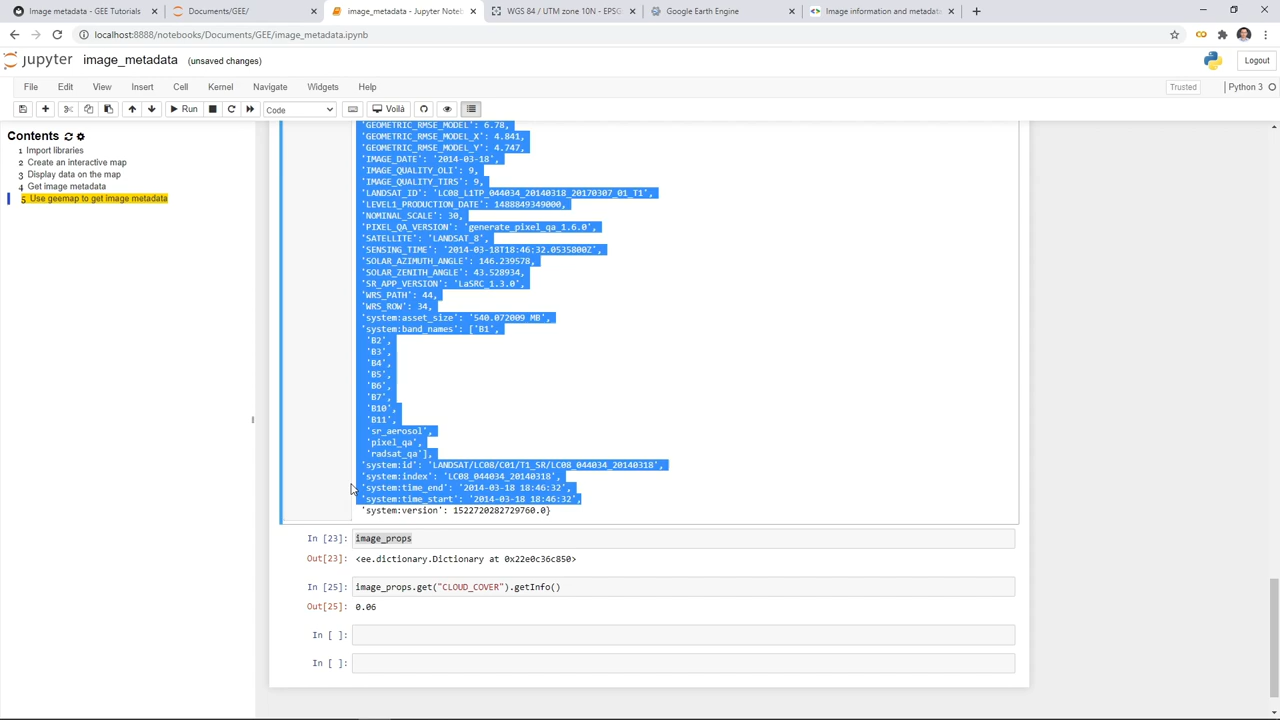 Image metadata - GEE Tutorials
Documents/GEE/
image_metadata - Jupyter Noteb
WGS 84 / UTM zone 10N - EPSG
Google Earth Engine
Image information and metadat
localhost:8888/notebooks/Documents/GEE/image_metadata.ipynb
jupyter image_metadata (unsaved changes)
Logout
File Edit View Insert Cell Kernel Navigate Widgets Help
Trusted
Python 3
Run
Code
Voilà
Contents
1 Import libraries
2 Create an interactive map
3 Display data on the map
4 Get image metadata
5 Use geemap to get image metadata
'GEOMETRIC_RMSE_MODEL': 6.78,
'GEOMETRIC_RMSE_MODEL_X': 4.841,
'GEOMETRIC_RMSE_MODEL_Y': 4.747,
'IMAGE_DATE': '2014-03-18',
'IMAGE_QUALITY_OLI': 9,
'IMAGE_QUALITY_TIRS': 9,
'LANDSAT_ID': 'LC08_L1TP_044034_20140318_20170307_01_T1',
'LEVEL1_PRODUCTION_DATE': 1488849349000,
'NOMINAL_SCALE': 30,
'PIXEL_QA_VERSION': 'generate_pixel_qa_1.6.0',
'SATELLITE': 'LANDSAT_8',
'SENSING_TIME': '2014-03-18T18:46:32.0535800Z',
'SOLAR_AZIMUTH_ANGLE': 146.239578,
'SOLAR_ZENITH_ANGLE': 43.528934,
'SR_APP_VERSION': 'LaSRC_1.3.0',
'WRS_PATH': 44,
'WRS_ROW': 34,
'system:asset_size': '540.072009 MB',
'system:band_names': ['B1',
'B2',
'B3',
'B4',
'B5',
'B6',
'B7',
'B10',
'B11',
'sr_aerosol',
'pixel_qa',
'radsat_qa'],
'system:id': 'LANDSAT/LC08/C01/T1_SR/LC08_044034_20140318',
'system:index': 'LC08_044034_20140318',
'system:time_end': '2014-03-18 18:46:32',
'system:time_start': '2014-03-18 18:46:32',
'system:version': 1522720282729760.0}
In [23]: image_props
Out[23]: <ee.dictionary.Dictionary at 0x22e0c36c850>
In [25]: image_props.get("CLOUD_COVER").getInfo()
Out[25]: 0.06
In [ ]:
In [ ]: